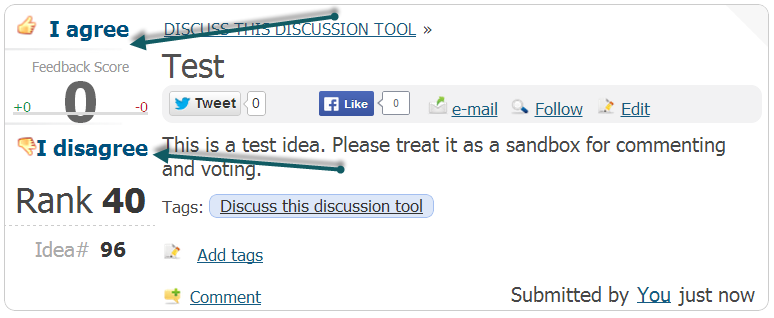 I agree
DISCUSS THIS DISCUSSION TOOL »
Feedback Score
0
+0 -0
Test
Tweet 0 Like 0 e-mail Follow Edit
I disagree
This is a test idea. Please treat it as a sandbox for commenting
and voting.
Rank 40
Tags: Discuss this discussion tool
Idea# 96
Add tags
Comment
Submitted by You just now